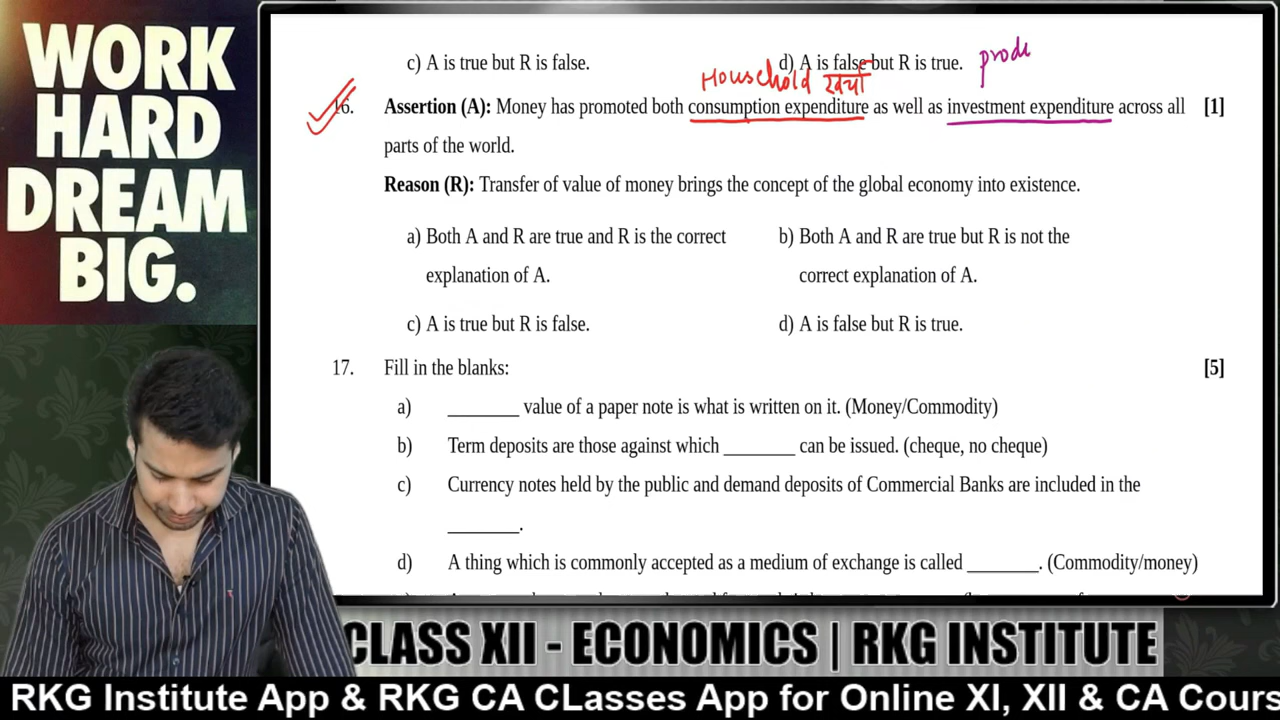 WORK
HARD
DREAM
BIG.
c) A is true but R is false.
d) A is false but R is true.
produ
Household खर्चा
16. Assertion (A): Money has promoted both consumption expenditure as well as investment expenditure across all [1]
parts of the world.
Reason (R): Transfer of value of money brings the concept of the global economy into existence.
a) Both A and R are true and R is the correct
explanation of A.
b) Both A and R are true but R is not the
correct explanation of A.
c) A is true but R is false.
d) A is false but R is true.
17. Fill in the blanks: [5]
a) ________ value of a paper note is what is written on it. (Money/Commodity)
b) Term deposits are those against which ________ can be issued. (cheque, no cheque)
c) Currency notes held by the public and demand deposits of Commercial Banks are included in the
________.
d) A thing which is commonly accepted as a medium of exchange is called ________. (Commodity/money)
CLASS XII - ECONOMICS | RKG INSTITUTE
RKG Institute App & RKG CA CLasses App for Online XI, XII & CA Cours